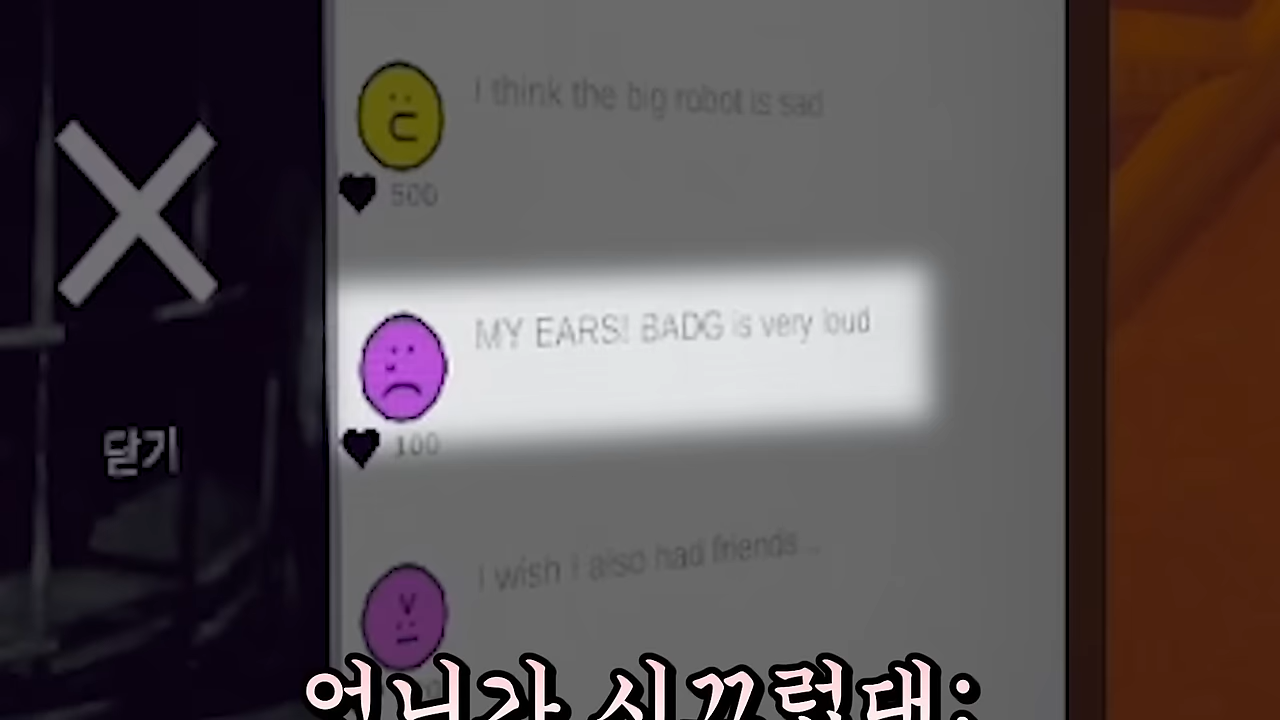 I think the big robot is sad
500
MY EARS! BADG is very loud
100
닫기
I wish I also had friends...
언니가 시끄럽대;